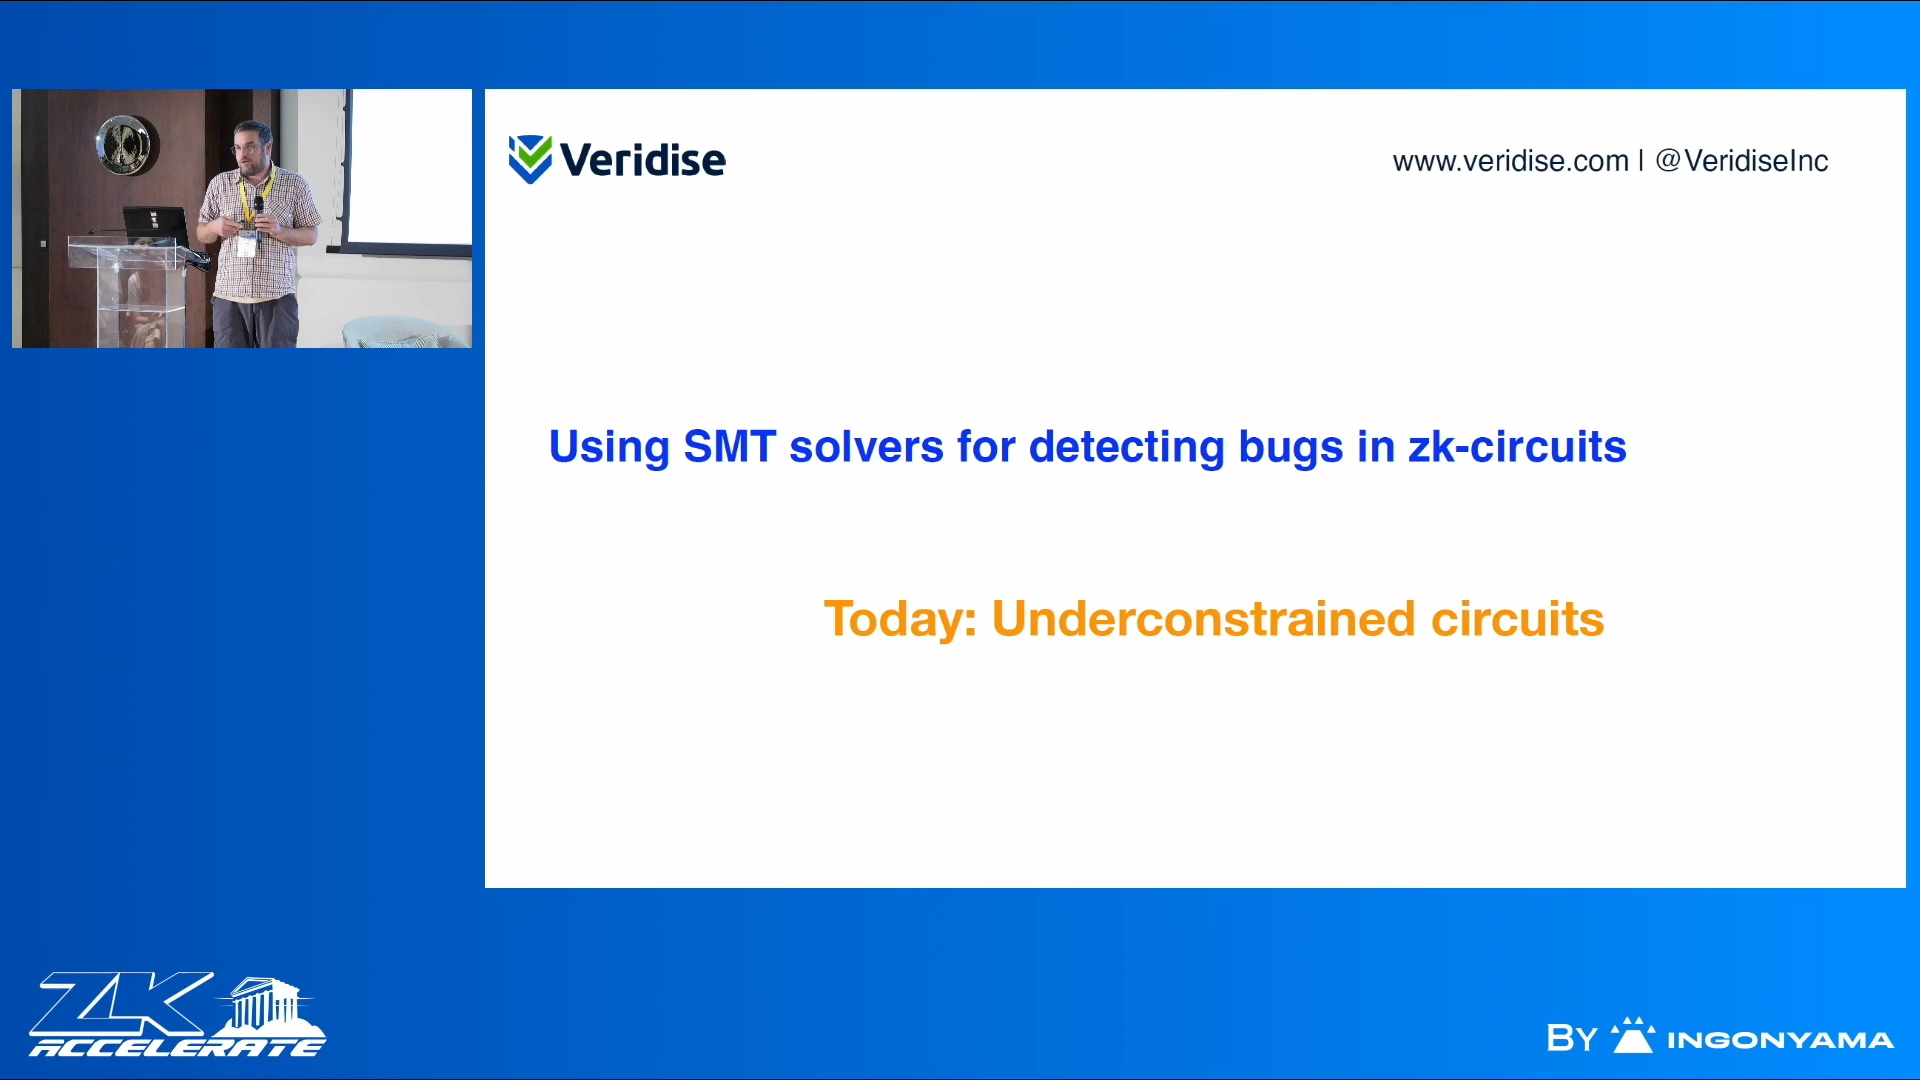 Veridise
www.veridise.com | @VeridiseInc
Using SMT solvers for detecting bugs in zk-circuits
Today: Underconstrained circuits
ZK
ACCELERATE
BY INGONYAMA